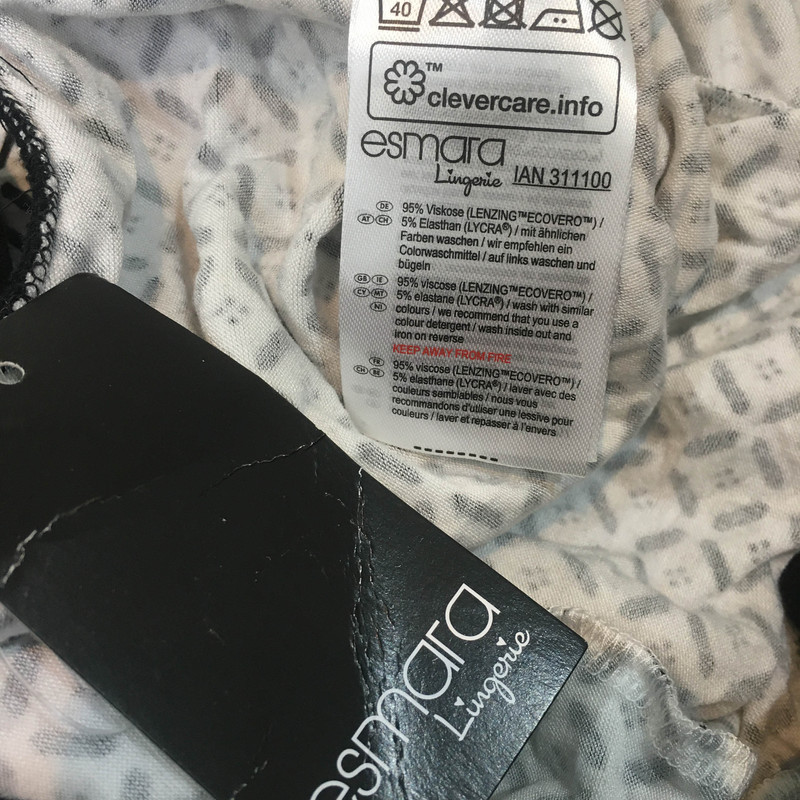 40
TM
clevercare.info
esmara
Lingerie IAN 311100
DE AT CH
95% Viskose (LENZING™ECOVERO™) /
5% Elasthan (LYCRA®) / mit ähnlichen
Farben waschen / wir empfehlen ein
Colorwaschmittel / auf links waschen und
bügeln
GB IE CY MT NI
95% viscose (LENZING™ECOVERO™) /
5% elastane (LYCRA®) / wash with similar
colours / we recommend that you use a
colour detergent / wash inside out and
iron on reverse
KEEP AWAY FROM FIRE
FR CH BE
95% viscose (LENZING™ECOVERO™) /
5% élasthanne (LYCRA®) / laver avec des
couleurs semblables / nous vous
recommandons d'utiliser une lessive pour
couleurs / laver et repasser à l'envers
esmara
Lingerie